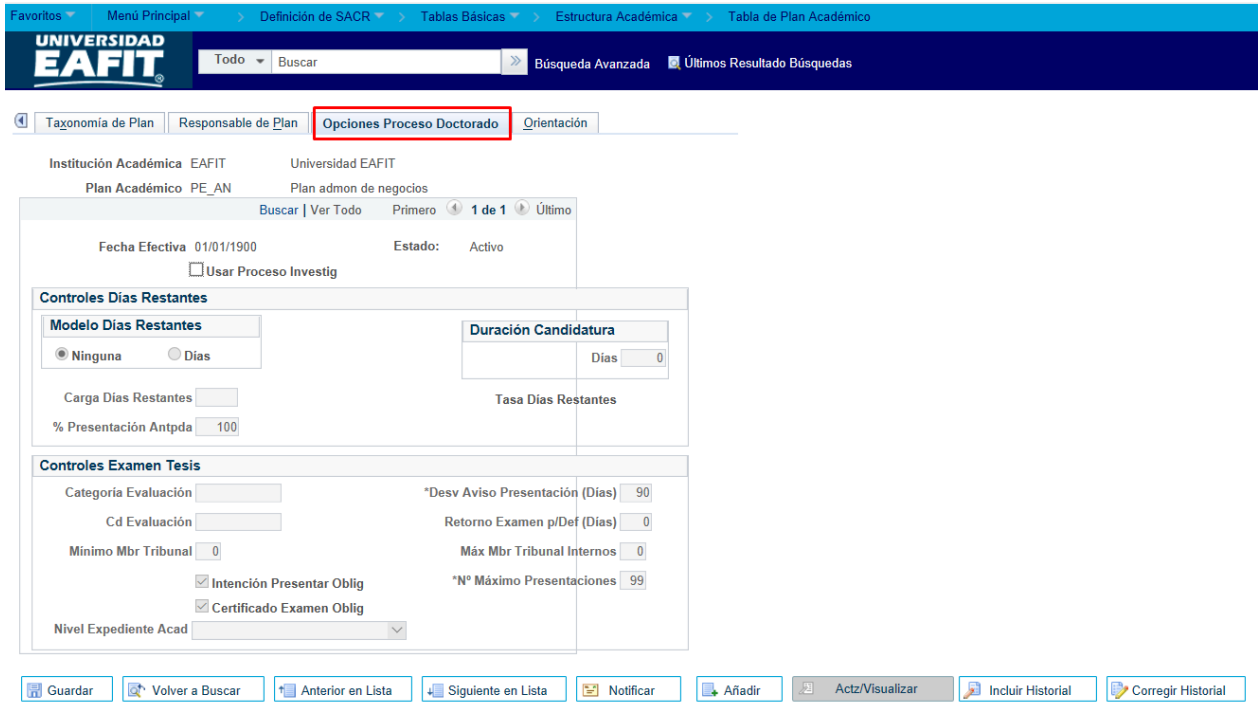 Favoritos Menú Principal > Definición de SACR > Tablas Básicas > Estructura Académica > Tabla de Plan Académico
UNIVERSIDAD
EAFIT®
Todo Buscar » Búsqueda Avanzada Últimos Resultado Búsquedas
Taxonomía de Plan Responsable de Plan Opciones Proceso Doctorado Orientación
Institución Académica EAFIT Universidad EAFIT
Plan Académico PE_AN Plan admon de negocios
Buscar | Ver Todo Primero 1 de 1 Último
Fecha Efectiva 01/01/1900 Estado: Activo
Usar Proceso Investig
Controles Días Restantes
Modelo Días Restantes Duración Candidatura
Ninguna Días
Días 0
Carga Días Restantes Tasa Días Restantes
% Presentación Antpda 100
Controles Examen Tesis
Categoría Evaluación *Desv Aviso Presentación (Días) 90
Cd Evaluación Retorno Examen p/Def (Días) 0
Mínimo Mbr Tribunal 0 Máx Mbr Tribunal Internos 0
Intención Presentar Oblig *Nº Máximo Presentaciones 99
Certificado Examen Oblig
Nivel Expediente Acad
Guardar Volver a Buscar Anterior en Lista Siguiente en Lista Notificar Añadir Actz/Visualizar Incluir Historial Corregir Historial